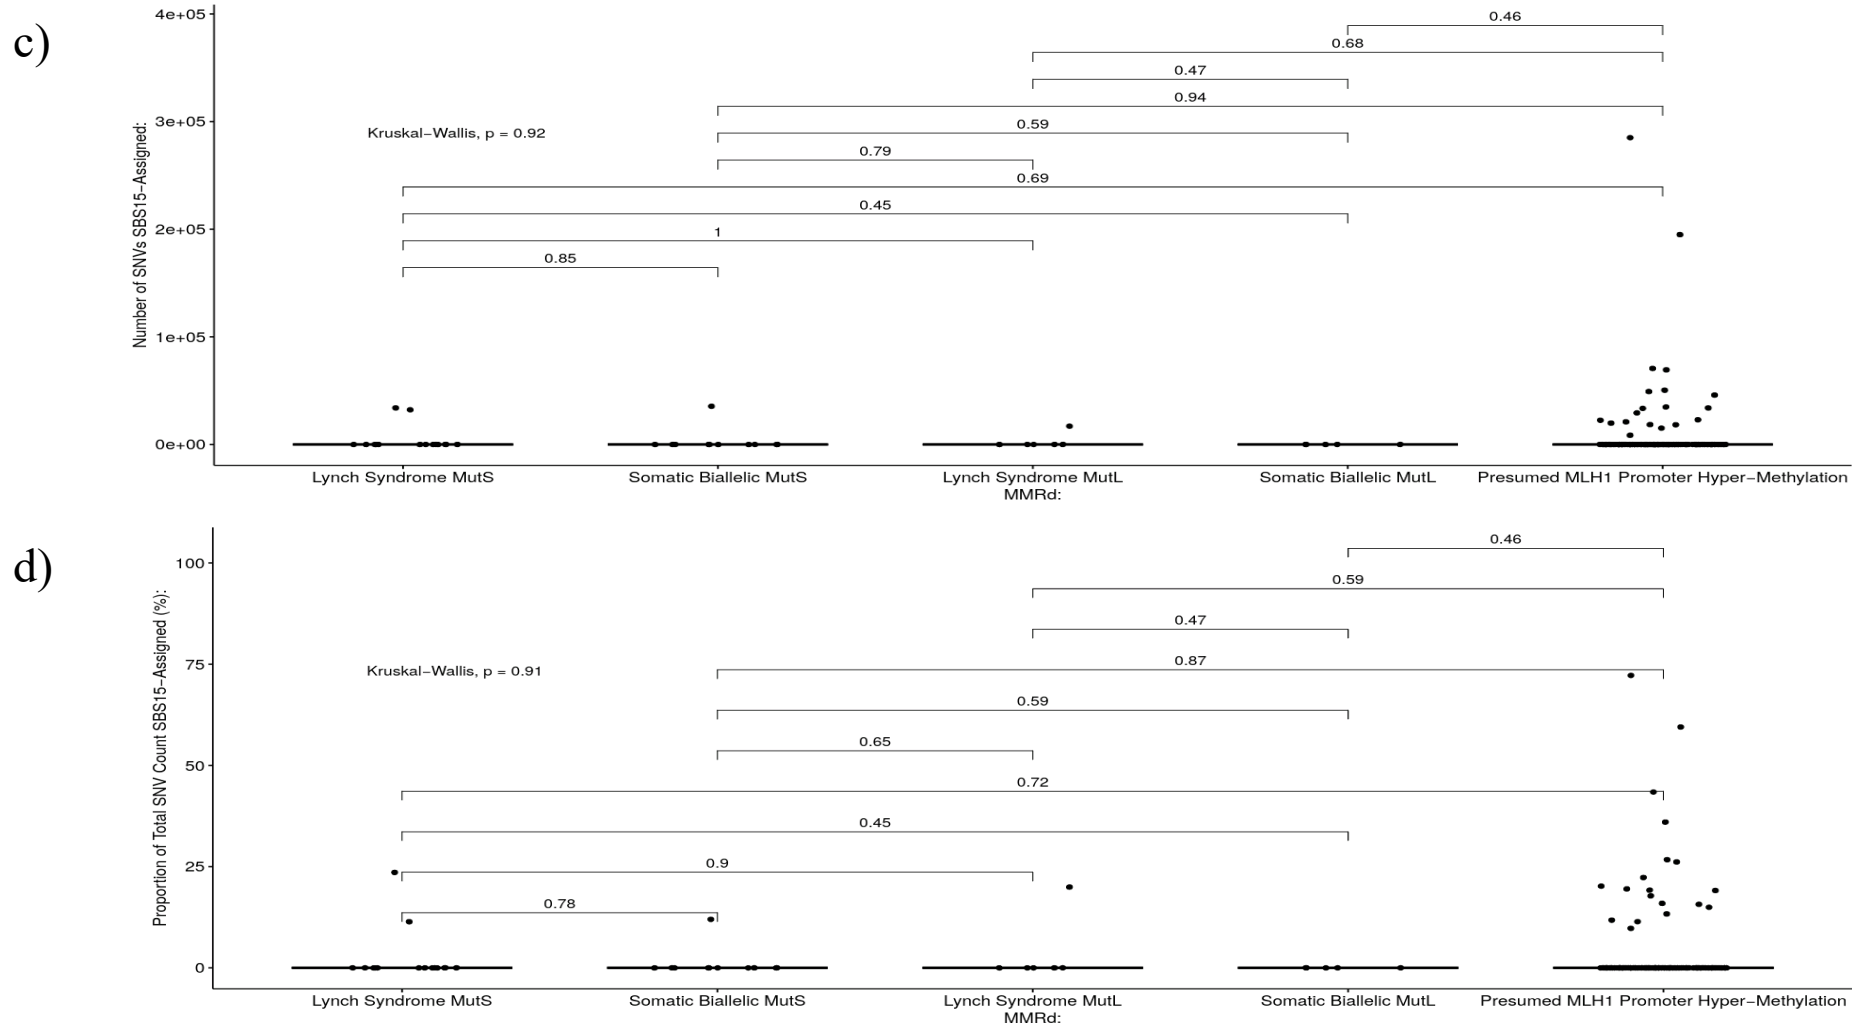 c)
Number of SNVs SBS15−Assigned:
4e+05
3e+05
2e+05
1e+05
0e+00
0.46
0.68
0.47
0.94
Kruskal−Wallis, p = 0.92
0.59
0.79
0.69
0.45
1
0.85
Lynch Syndrome MutS
Somatic Biallelic MutS
Lynch Syndrome MutL
Somatic Biallelic MutL
Presumed MLH1 Promoter Hyper−Methylation
MMRd:
d)
Proportion of Total SNV Count SBS15−Assigned (%):
100
75
50
25
0
0.46
0.59
0.47
0.87
Kruskal−Wallis, p = 0.91
0.59
0.65
0.72
0.45
0.9
0.78
Lynch Syndrome MutS
Somatic Biallelic MutS
Lynch Syndrome MutL
Somatic Biallelic MutL
Presumed MLH1 Promoter Hyper−Methylation
MMRd: